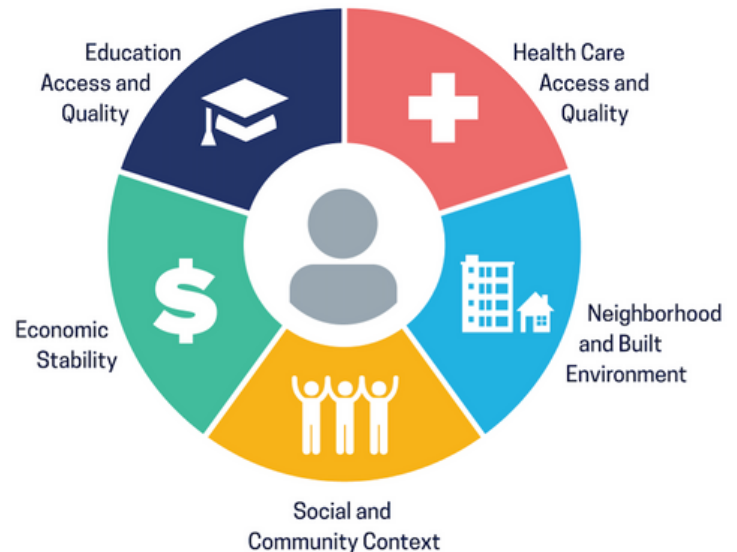 Education
Access and
Quality
Health Care
Access and
Quality
$
Economic
Stability
Neighborhood
and Built
Environment
Social and
Community Context